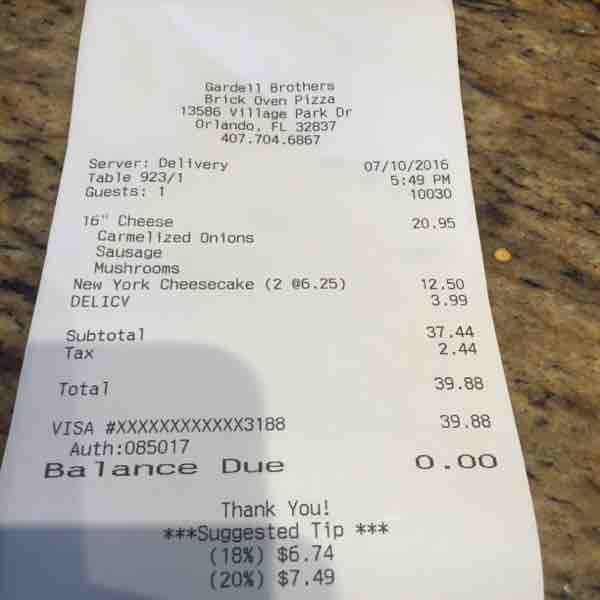 Gardell Brothers
Brick Oven Pizza
13586 Village Park Dr
Orlando, FL 32837
407.704.6867
Server: Delivery 07/10/2016
Table 923/1 5:49 PM
Guests: 1 10030
16" Cheese 20.95
Carmelized Onions
Sausage
Mushrooms
New York Cheesecake (2 @6.25) 12.50
DELICV 3.99
Subtotal 37.44
Tax 2.44
Total 39.88
VISA #XXXXXXXXXXXX3188 39.88
Auth:085017
Balance Due 0.00
Thank You!
***Suggested Tip ***
(18%) $6.74
(20%) $7.49